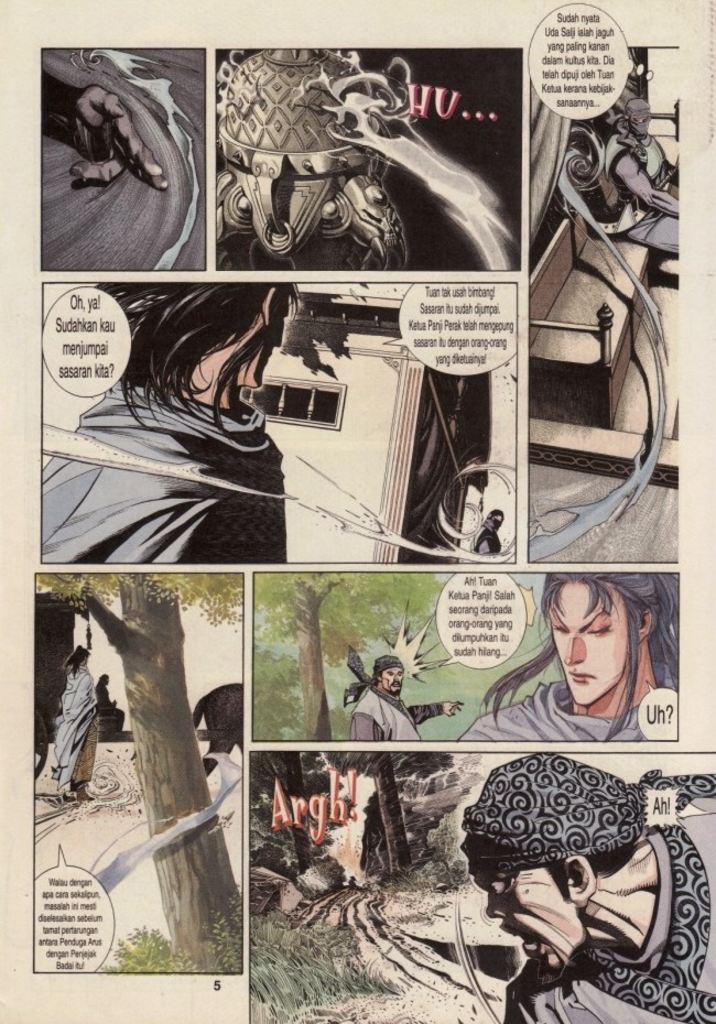 HU...
Sudah nyata
Uda Salji ialah jaguh
yang paling kanan
dalam kultus kita. Dia
telah dipuji oleh Tuan
Ketua kerana kebijak-
sanaannya...
Oh, ya!
Sudahkan kau
menjumpai
sasaran kita?
Tuan tak usah bimbang!
Sasaran sudah dijumpai.
Ketua Panji Perak telah mengepung
sasaran itu dengan orang-orang
yang diketuainya!
Walau dengan
apa cara sekalipun,
masalah ini mesti
diselesaikan sebelum
tamat pertarungan
antara Penduga Arus
dengan Penjejak
Badai itu!
Ah! Tuan
Ketua Panji! Salah
seorang daripada
orang-orang yang
dilumpuhkan itu
sudah hilang...
Uh?
Argh!
Ah!
5